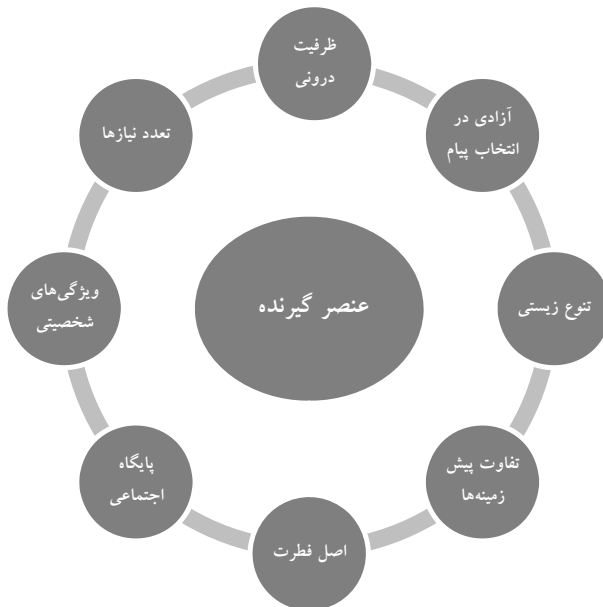 ظرفیت
درونی
آزادی در
انتخاب پیام
تنوع زیستی
تفاوت پیش
زمینه‌ها
اصل فطرت
پایگاه
اجتماعی
ویژگی‌های
شخصیتی
تعدد نیازها
عنصر گیرنده